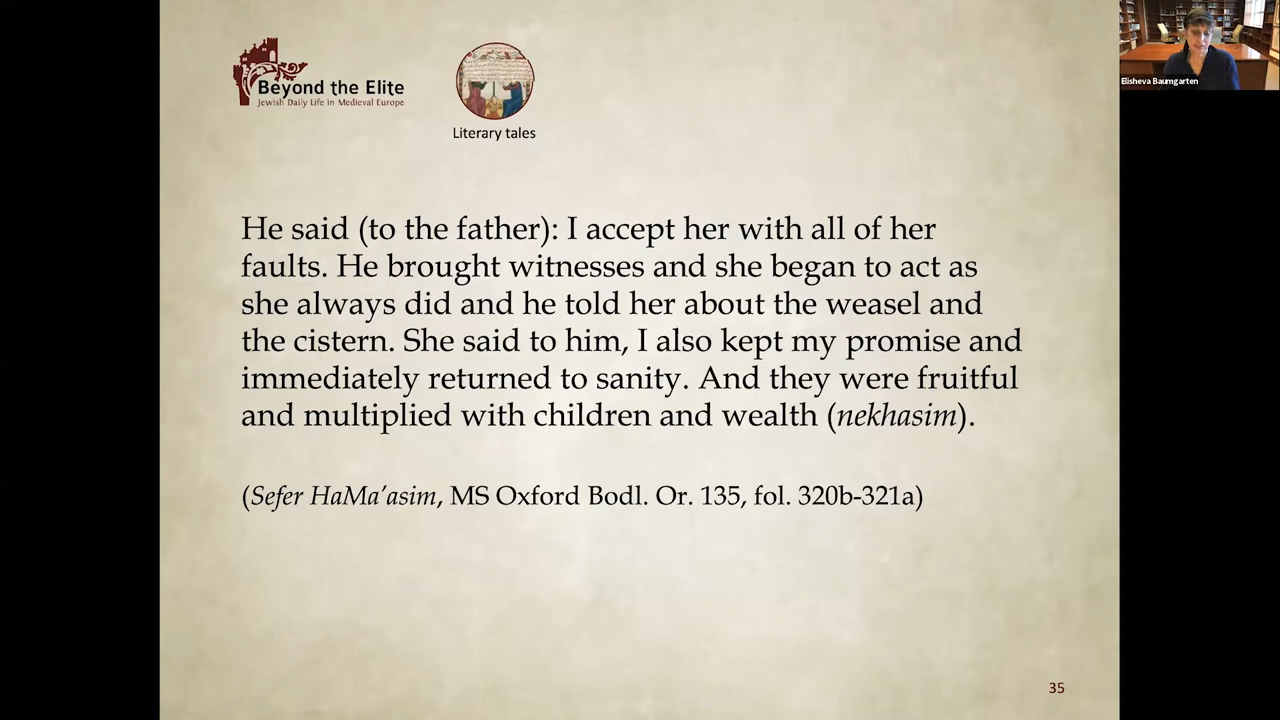 Beyond the Elite
Jewish Daily Life in Medieval Europe
Literary tales
Elisheva Baumgarten
He said (to the father): I accept her with all of her
faults. He brought witnesses and she began to act as
she always did and he told her about the weasel and
the cistern. She said to him, I also kept my promise and
immediately returned to sanity. And they were fruitful
and multiplied with children and wealth (nekhasim).
(Sefer HaMa’asim, MS Oxford Bodl. Or. 135, fol. 320b-321a)
35